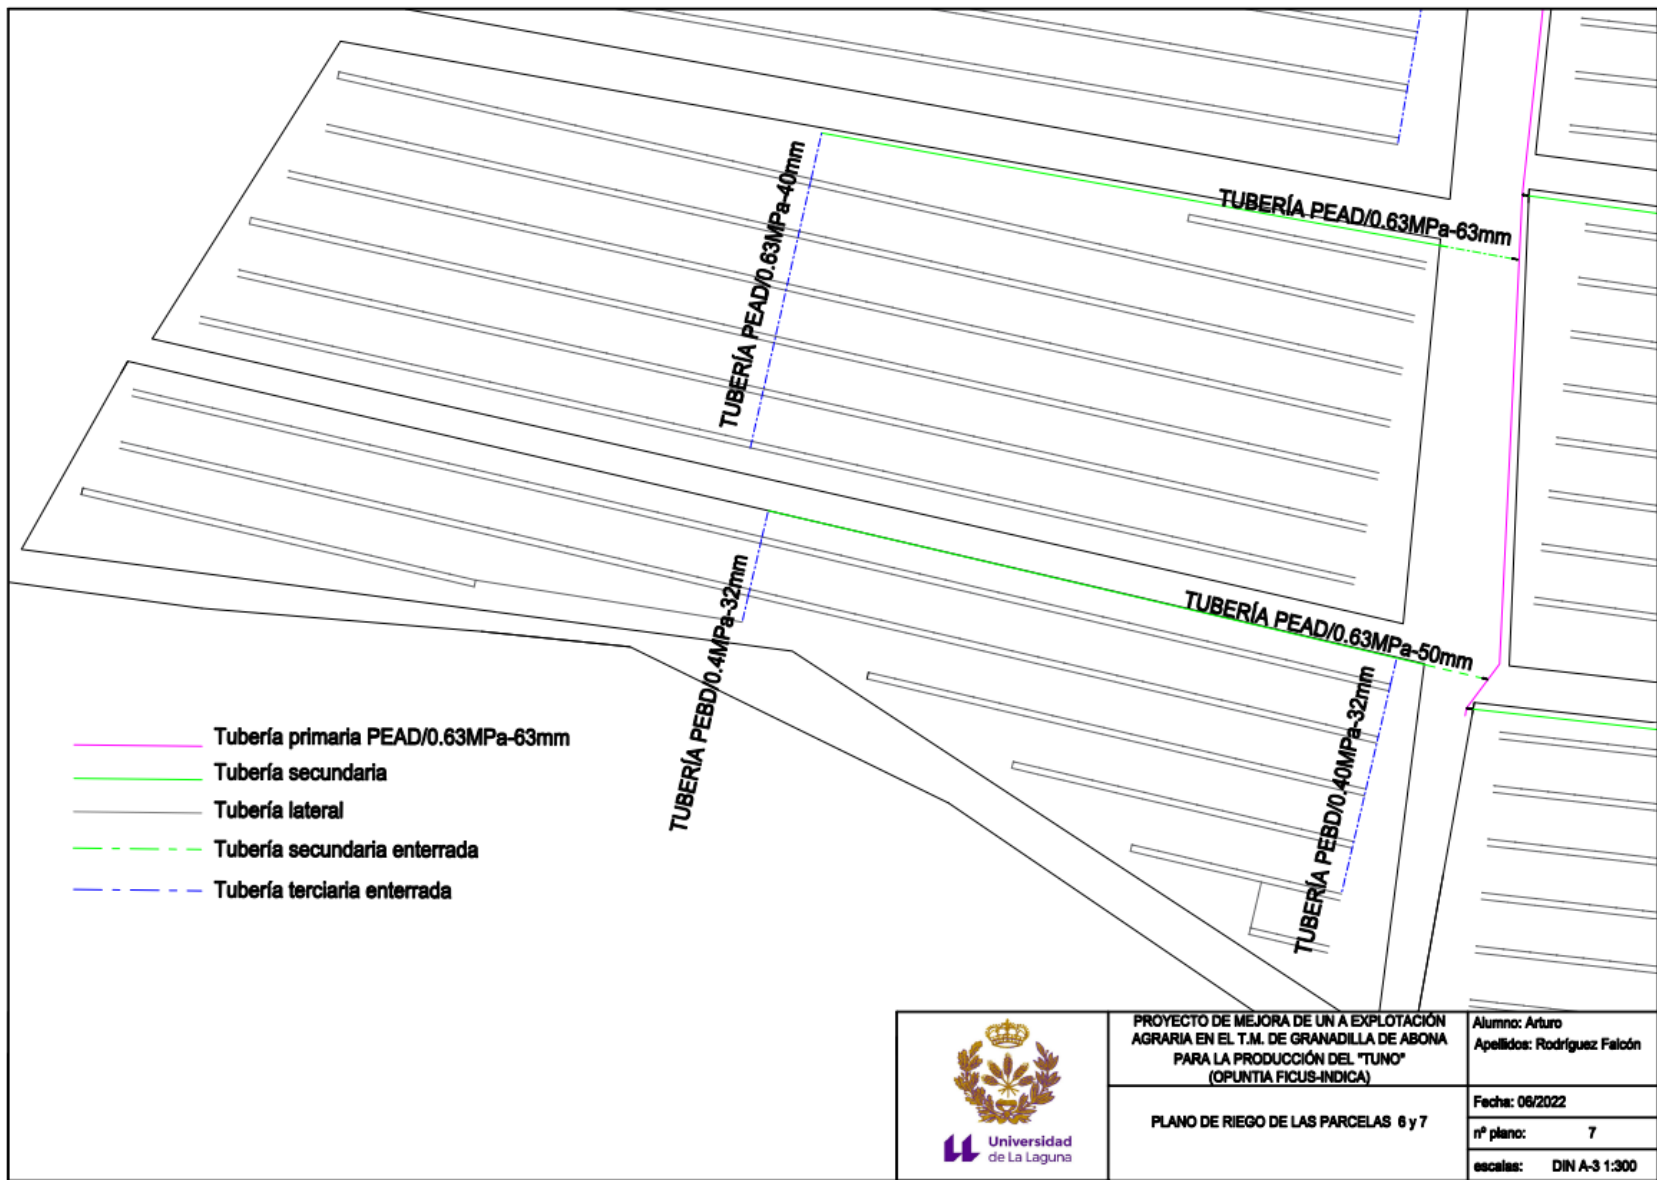 TUBERÍA PEAD/0.63MPa-40mm
TUBERÍA PEAD/0.63MPa-63mm
TUBERÍA PEBD/0.4MPa-32mm
TUBERÍA PEAD/0.63MPa-50mm
TUBERÍA PEBD/0.40MPa-32mm
Tubería primaria PEAD/0.63MPa-63mm
Tubería secundaria
Tubería lateral
Tubería secundaria enterrada
Tubería terciaria enterrada
Universidad
de La Laguna
PROYECTO DE MEJORA DE UN A EXPLOTACIÓN
AGRARIA EN EL T.M. DE GRANADILLA DE ABONA
PARA LA PRODUCCIÓN DEL "TUNO"
(OPUNTIA FICUS-INDICA)
PLANO DE RIEGO DE LAS PARCELAS 6 y 7
Alumno: Arturo
Apellidos: Rodríguez Falcón
Fecha: 06/2022
nº plano: 7
escalas: DIN A-3 1:300